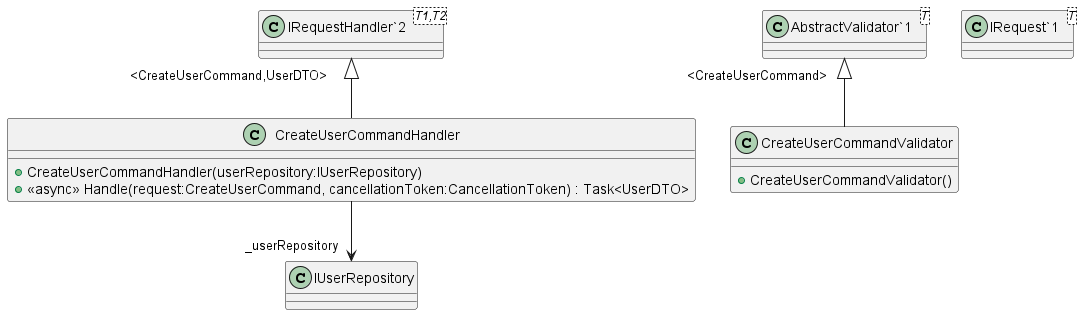 C IRequestHandler`2 T1,T2
C AbstractValidator`1 T
C IRequest`1 T
<CreateUserCommand,UserDTO>
<CreateUserCommand>
C CreateUserCommandHandler
CreateUserCommandHandler(userRepository:IUserRepository)
«async» Handle(request:CreateUserCommand, cancellationToken:CancellationToken) : Task<UserDTO>
C CreateUserCommandValidator
CreateUserCommandValidator()
_userRepository
C IUserRepository